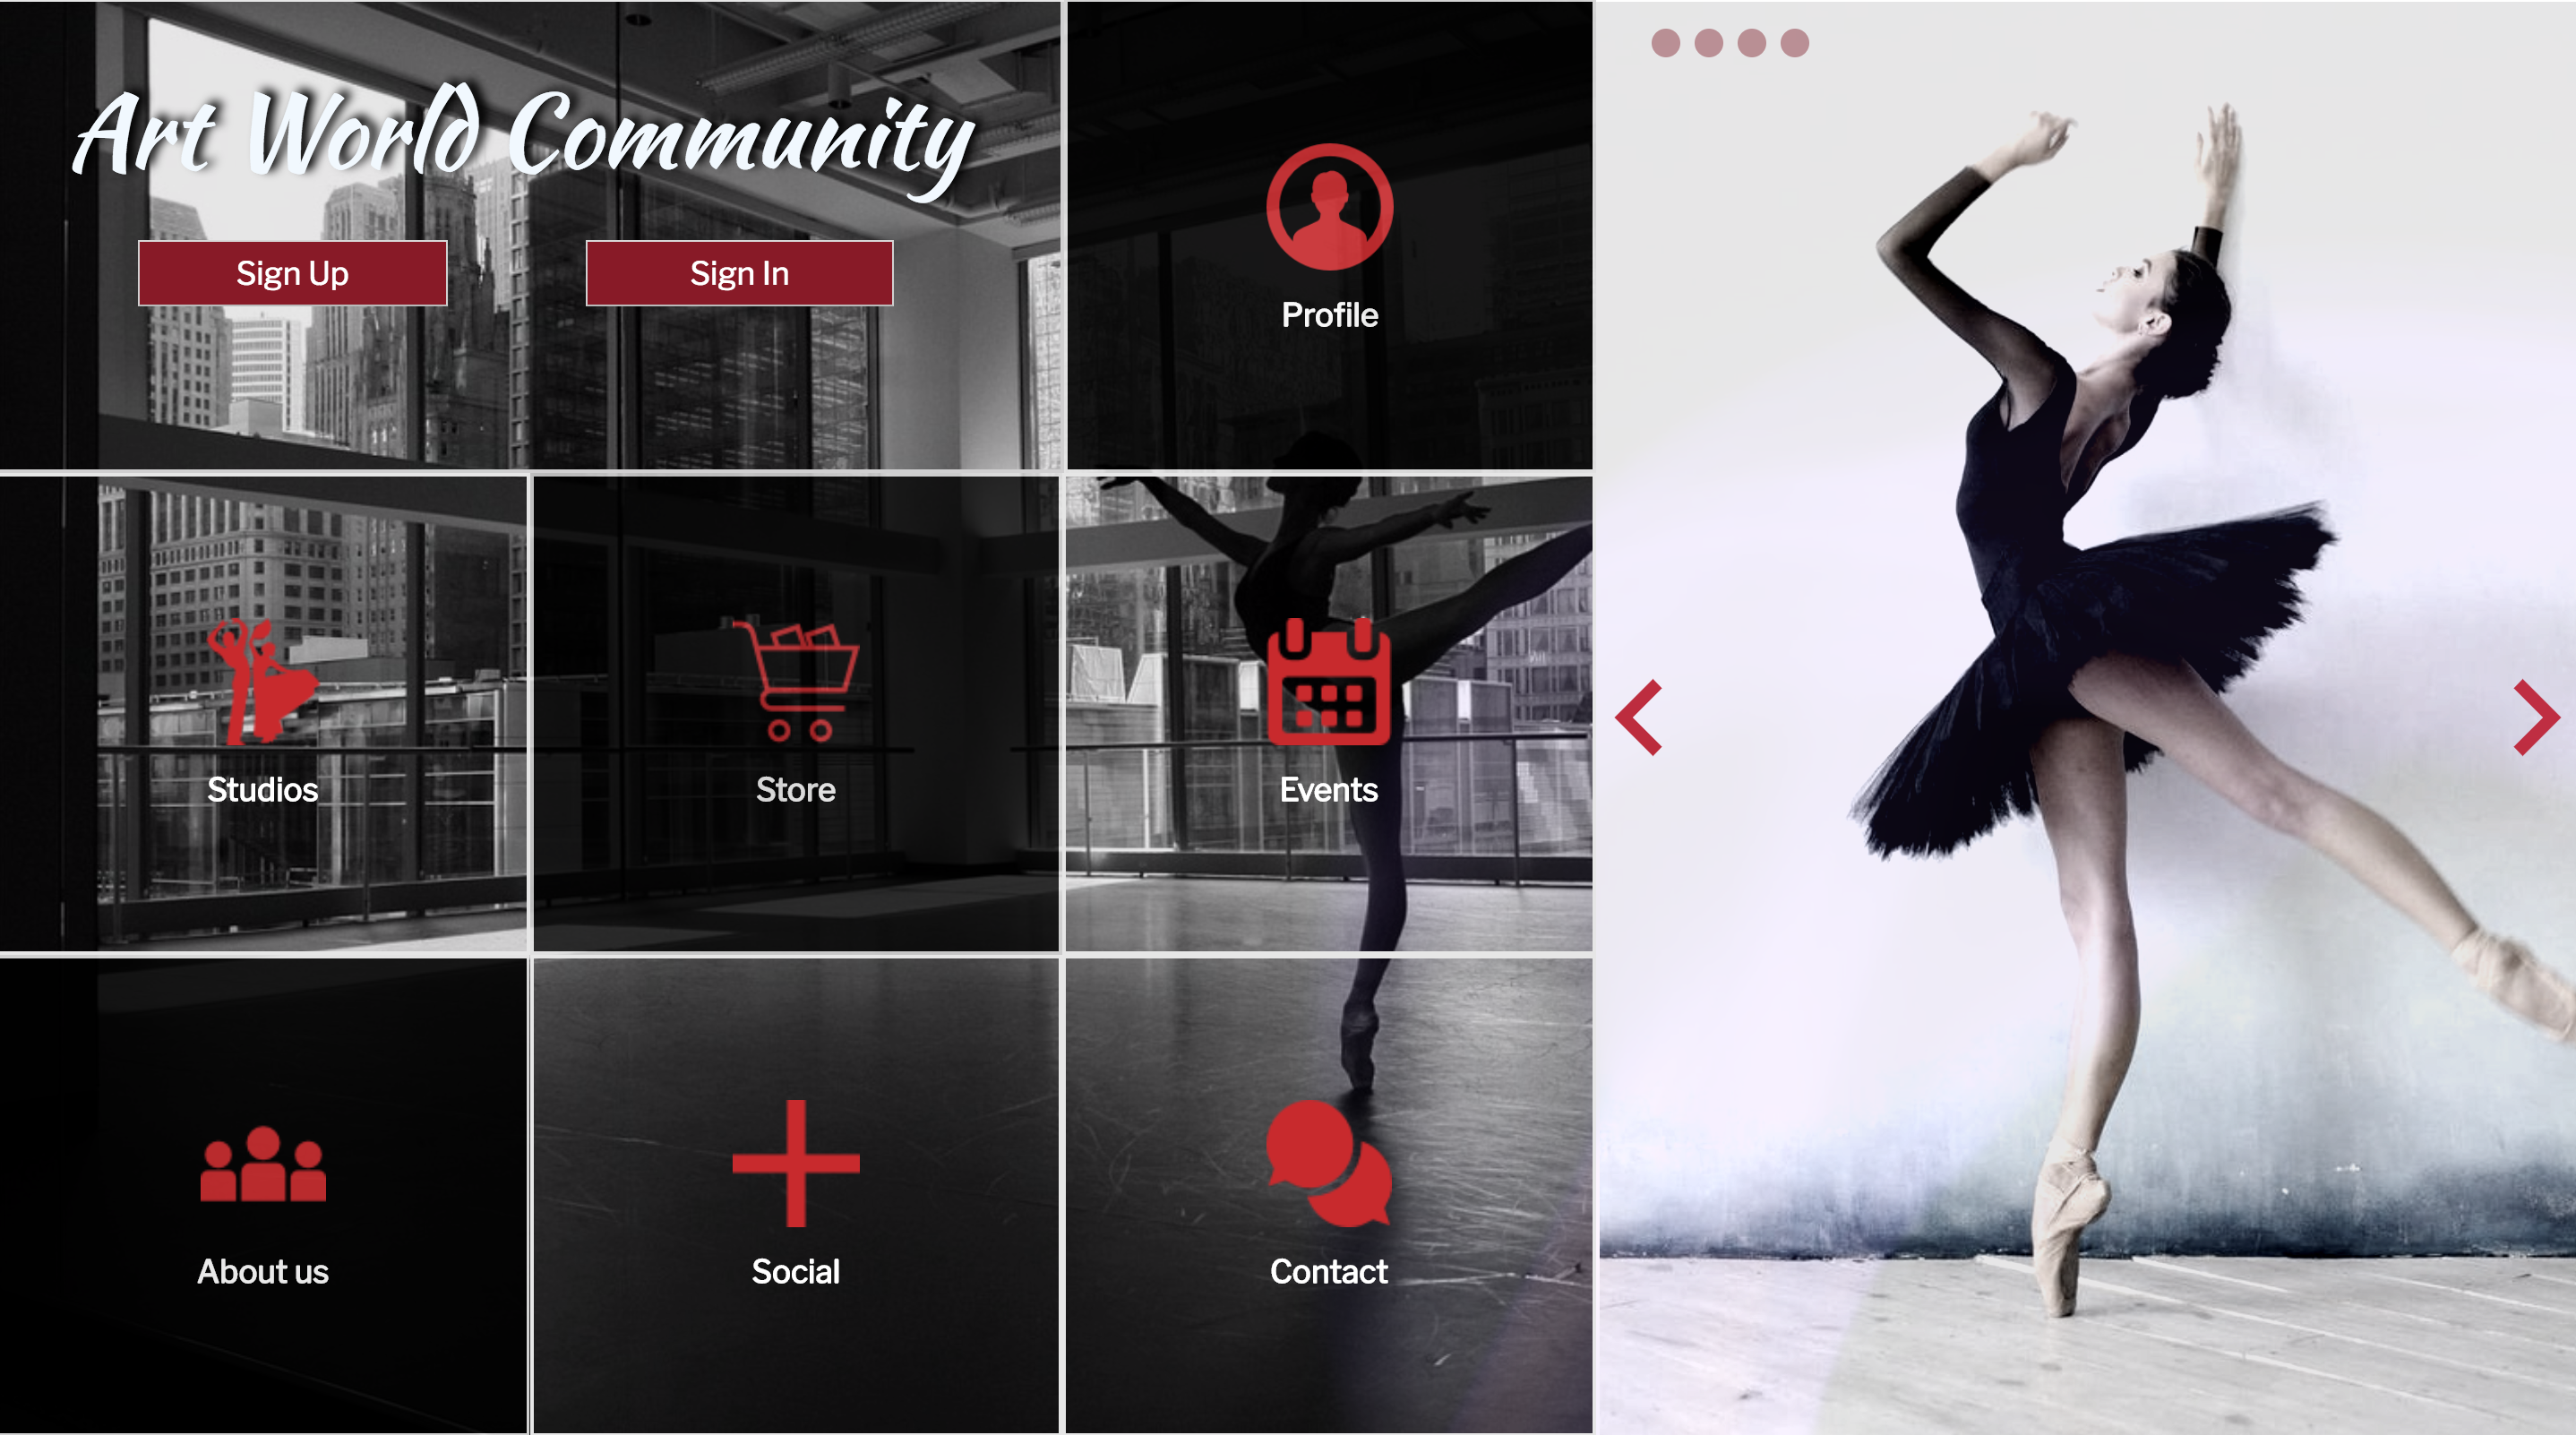 Art World Community
Sign Up
Sign In
Profile
Studios
Store
Events
About us
Social
Contact